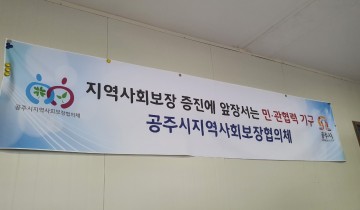 지역사회보장 증진에 앞장서는 민·관협력 기구
공주시지역사회보장협의체
공주시지역사회보장협의체